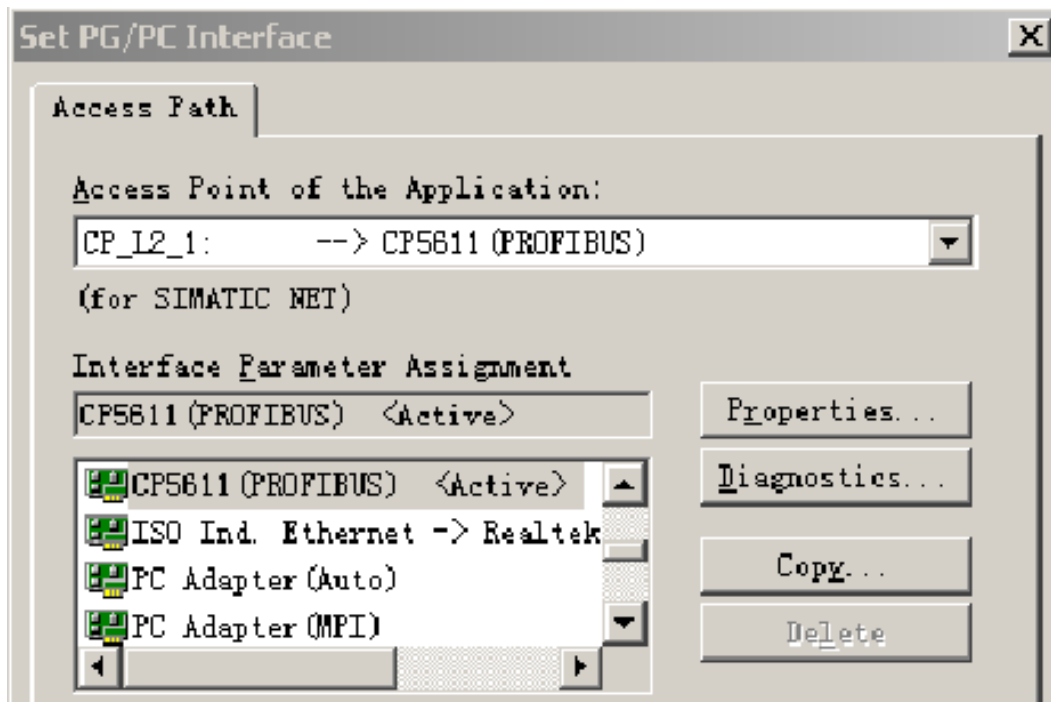 Set PG/PC Interface
Access Path
Access Point of the Application:
CP_L2_1: --> CP5611(PROFIBUS)
(for SIMATIC NET)
Interface Parameter Assignment
CP5611(PROFIBUS) <Active>
Properties...
CP5611(PROFIBUS) <Active>
Diagnostics...
ISO Ind. Ethernet -> Realtek
PC Adapter(Auto)
Copy...
PC Adapter(MPI)
Delete